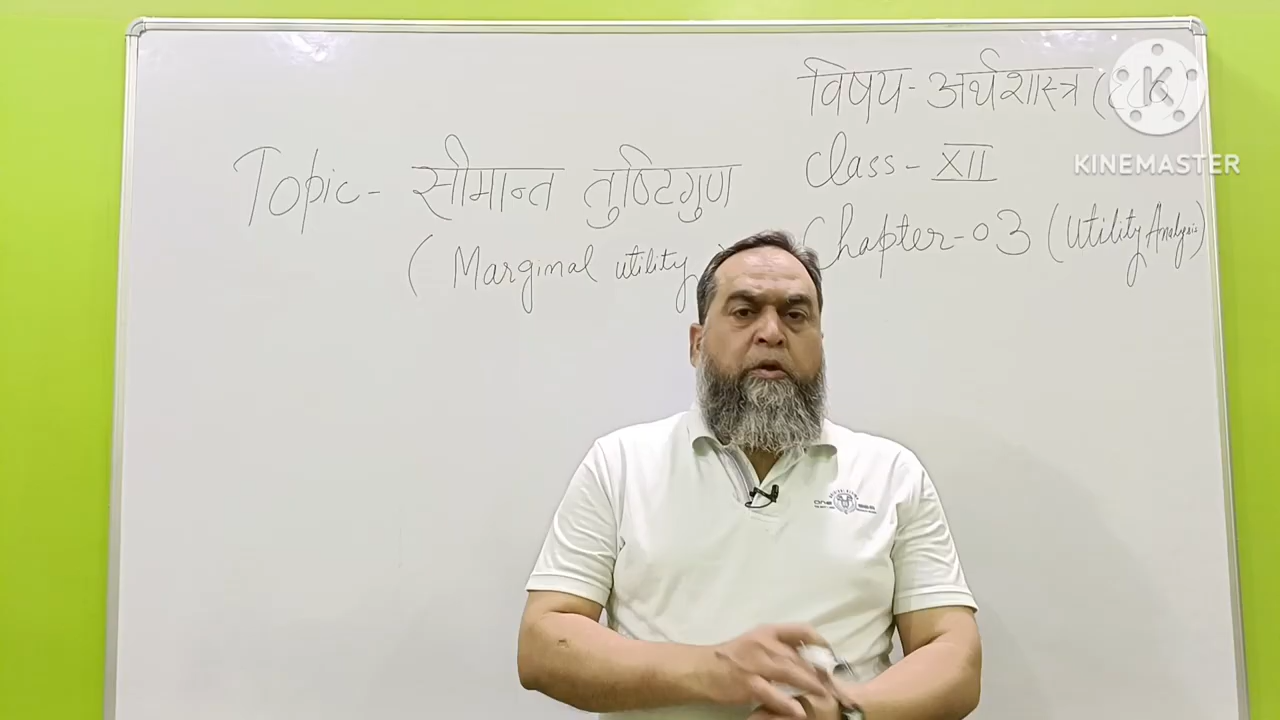 विषय- अर्थशास्त्र (
KINEMASTER
Topic- सीमान्त तुष्टिगुण
(Marginal utility
Class- XII
Chapter-03 (Utility Analysis)